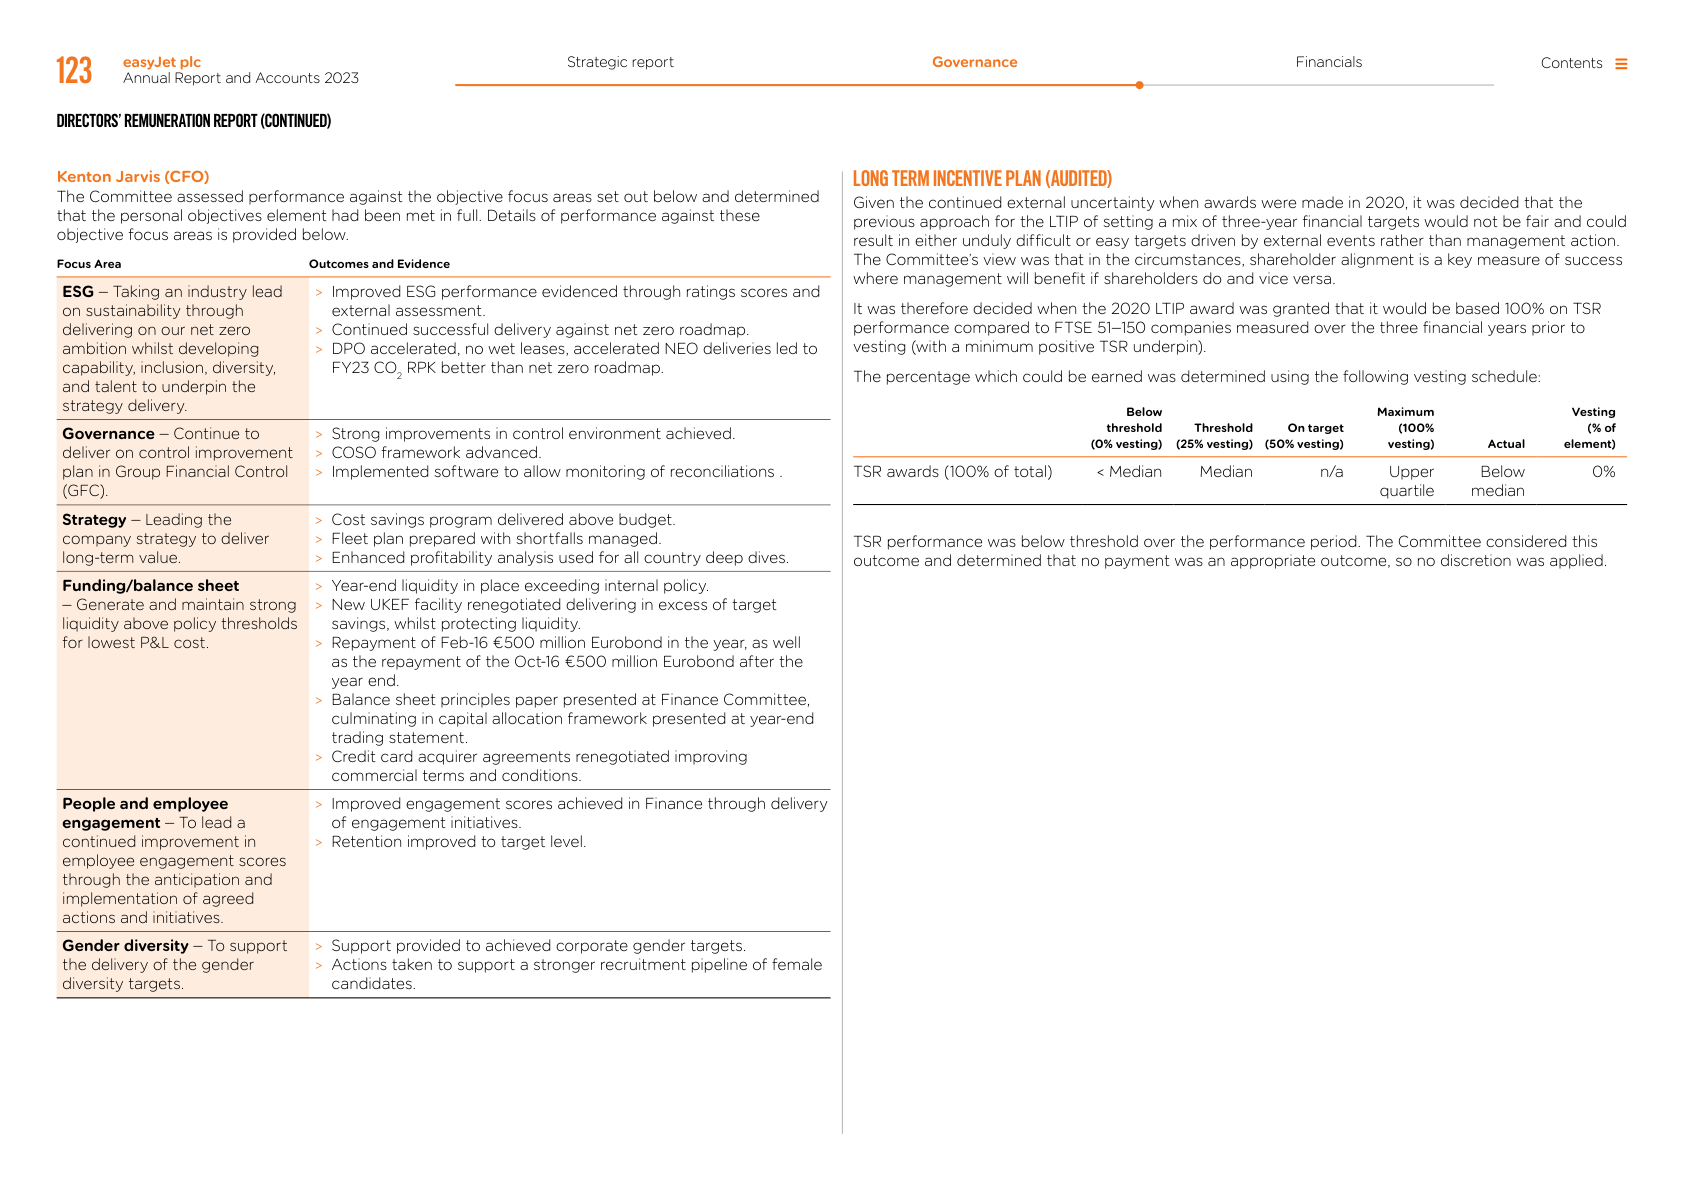 123
easyJet plc
Annual Report and Accounts 2023
Strategic report
Governance
Financials
Contents
DIRECTORS' REMUNERATION REPORT (CONTINUED)
Kenton Jarvis (CFO)
The Committee assessed performance against the objective focus areas set out below and determined
that the personal objectives element had been met in full. Details of performance against these
objective focus areas is provided below.
Focus Area
Outcomes and Evidence
ESG – Taking an industry lead
on sustainability through
delivering on our net zero
ambition whilst developing
capability, inclusion, diversity,
and talent to underpin the
strategy delivery.
> Improved ESG performance evidenced through ratings scores and
external assessment.
> Continued successful delivery against net zero roadmap.
> DPO accelerated, no wet leases, accelerated NEO deliveries led to
FY23 CO₂ RPK better than net zero roadmap.
Governance – Continue to
deliver on control improvement
plan in Group Financial Control
(GFC).
> Strong improvements in control environment achieved.
> COSO framework advanced.
> Implemented software to allow monitoring of reconciliations .
Strategy – Leading the
company strategy to deliver
long-term value.
> Cost savings program delivered above budget.
> Fleet plan prepared with shortfalls managed.
> Enhanced profitability analysis used for all country deep dives.
Funding/balance sheet
– Generate and maintain strong
liquidity above policy thresholds
for lowest P&L cost.
> Year-end liquidity in place exceeding internal policy.
> New UKEF facility renegotiated delivering in excess of target
savings, whilst protecting liquidity.
> Repayment of Feb-16 €500 million Eurobond in the year, as well
as the repayment of the Oct-16 €500 million Eurobond after the
year end.
> Balance sheet principles paper presented at Finance Committee,
culminating in capital allocation framework presented at year-end
trading statement.
> Credit card acquirer agreements renegotiated improving
commercial terms and conditions.
People and employee
engagement – To lead a
continued improvement in
employee engagement scores
through the anticipation and
implementation of agreed
actions and initiatives.
> Improved engagement scores achieved in Finance through delivery
of engagement initiatives.
> Retention improved to target level.
Gender diversity – To support
the delivery of the gender
diversity targets.
> Support provided to achieved corporate gender targets.
> Actions taken to support a stronger recruitment pipeline of female
candidates.
LONG TERM INCENTIVE PLAN (AUDITED)
Given the continued external uncertainty when awards were made in 2020, it was decided that the
previous approach for the LTIP of setting a mix of three-year financial targets would not be fair and could
result in either unduly difficult or easy targets driven by external events rather than management action.
The Committee's view was that in the circumstances, shareholder alignment is a key measure of success
where management will benefit if shareholders do and vice versa.
It was therefore decided when the 2020 LTIP award was granted that it would be based 100% on TSR
performance compared to FTSE 51–150 companies measured over the three financial years prior to
vesting (with a minimum positive TSR underpin).
The percentage which could be earned was determined using the following vesting schedule:
Below
threshold
(0% vesting)
Threshold
(25% vesting)
On target
(50% vesting)
Maximum
(100%
vesting)
Actual
Vesting
(% of
element)
TSR awards (100% of total)
< Median
Median
n/a
Upper
quartile
Below
median
0%
TSR performance was below threshold over the performance period. The Committee considered this
outcome and determined that no payment was an appropriate outcome, so no discretion was applied.